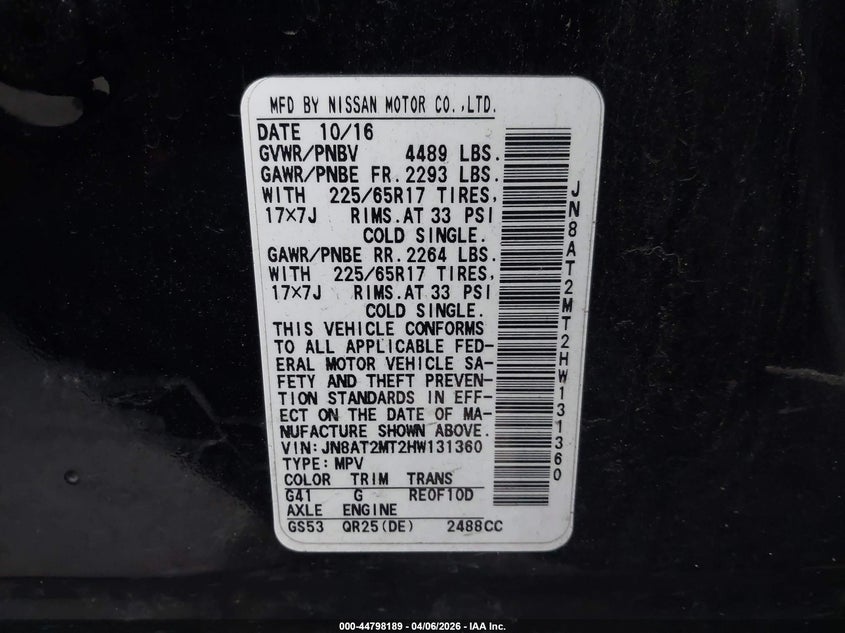 MFD BY NISSAN MOTOR CO.,LTD.
DATE 10/16
GVWR/PNBV 4489 LBS.
GAWR/PNBE FR.2293 LBS.
WITH 225/65R17 TIRES,
17×7J RIMS.AT 33 PSI
COLD SINGLE.
GAWR/PNBE RR.2264 LBS.
WITH 225/65R17 TIRES,
17×7J RIMS.AT 33 PSI
COLD SINGLE.
THIS VEHICLE CONFORMS
TO ALL APPLICABLE FED-
ERAL MOTOR VEHICLE SA-
FETY AND THEFT PREVEN-
TION STANDARDS IN EFF-
ECT ON THE DATE OF MA-
NUFACTURE SHOWN ABOVE.
VIN:JN8AT2MT2HW131360
TYPE:MPV
COLOR TRIM TRANS
G41 G RE0F10D
AXLE ENGINE
GS53 QR25(DE) 2488CC
JN8AT2MT2HW131360
000-44798189 - 04/06/2026 - IAA Inc.